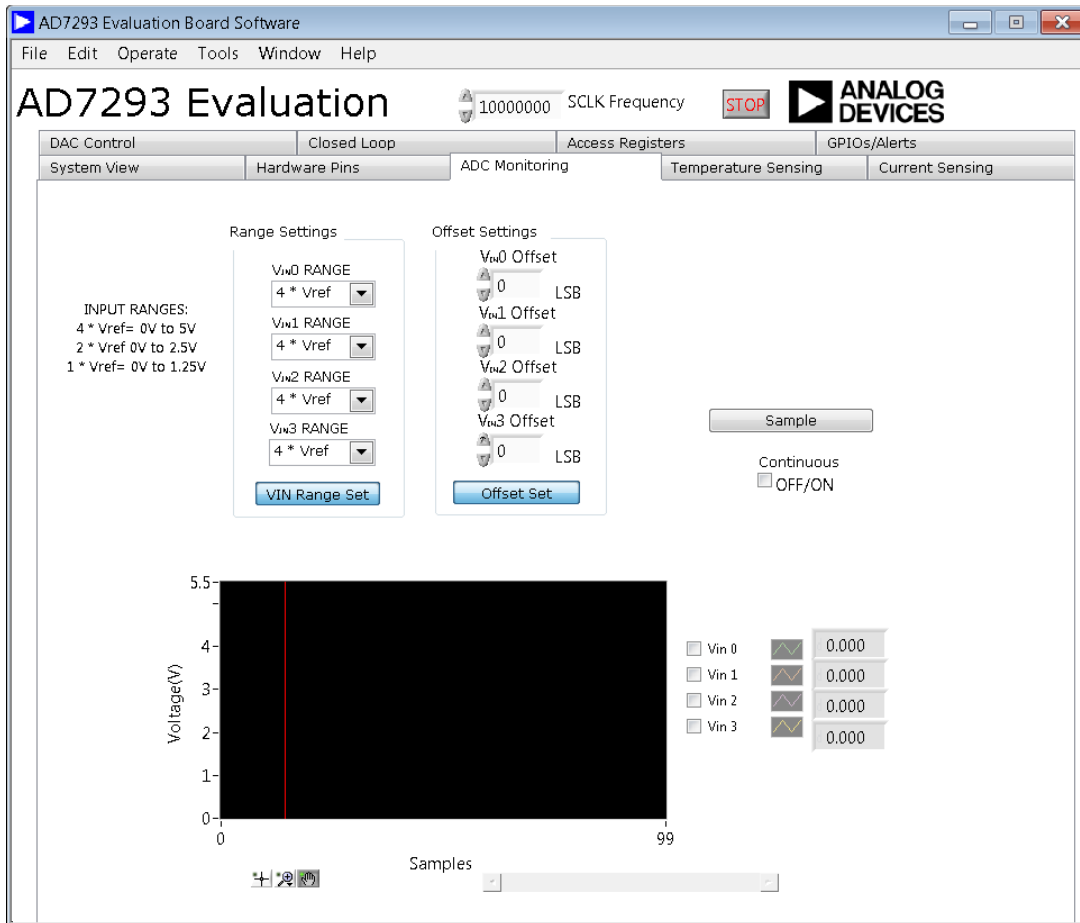 AD7293 Evaluation Board Software
File Edit Operate Tools Window Help
AD7293 Evaluation
10000000 SCLK Frequency
STOP
ANALOG
DEVICES
DAC Control Closed Loop Access Registers GPIOs/Alerts
System View Hardware Pins ADC Monitoring Temperature Sensing Current Sensing
Range Settings
VIN0 RANGE
4 * Vref
VIN1 RANGE
4 * Vref
VIN2 RANGE
4 * Vref
VIN3 RANGE
4 * Vref
VIN Range Set
Offset Settings
VIN0 Offset
0 LSB
VIN1 Offset
0 LSB
VIN2 Offset
0 LSB
VIN3 Offset
0 LSB
Offset Set
INPUT RANGES:
4 * Vref= 0V to 5V
2 * Vref 0V to 2.5V
1 * Vref= 0V to 1.25V
Sample
Continuous
OFF/ON
Voltage(V)
5.5
4
3
2
1
0
0 99
Samples
Vin 0 0.000
Vin 1 0.000
Vin 2 0.000
Vin 3 0.000